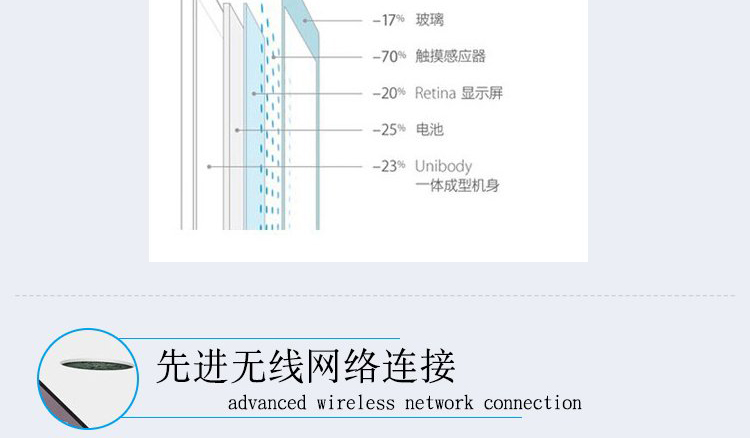 -17% 玻璃
-70% 触摸感应器
-20% Retina 显示屏
-25% 电池
-23% Unibody
一体成型机身
先进无线网络连接
advanced wireless network connection